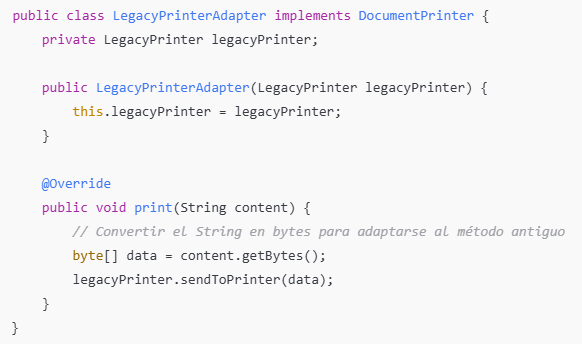 public class LegacyPrinterAdapter implements DocumentPrinter {
    private LegacyPrinter legacyPrinter;

    public LegacyPrinterAdapter(LegacyPrinter legacyPrinter) {
        this.legacyPrinter = legacyPrinter;
    }

    @Override
    public void print(String content) {
        // Convertir el String en bytes para adaptarse al método antiguo
        byte[] data = content.getBytes();
        legacyPrinter.sendToPrinter(data);
    }
}